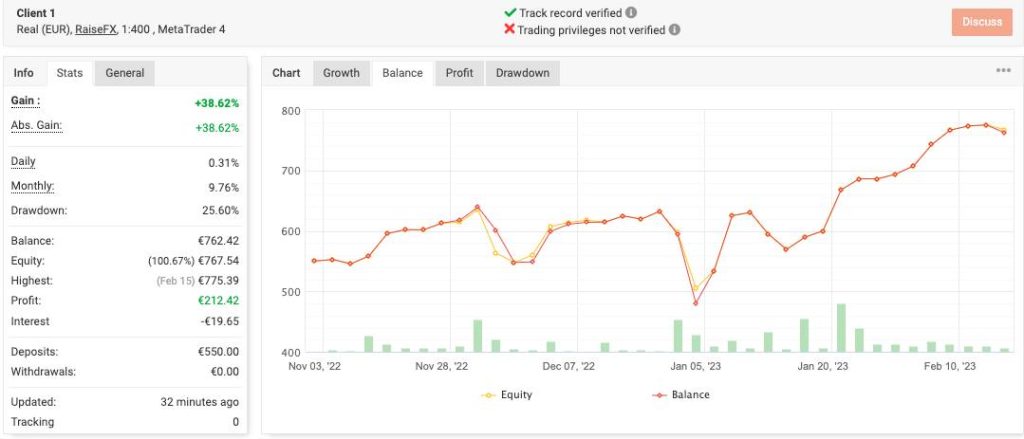 Client 1
Real (EUR), RaiseFX, 1:400 , MetaTrader 4
Track record verified
Trading privileges not verified
Discuss
Info Stats General
Gain : +38.62%
Abs. Gain: +38.62%
Daily 0.31%
Monthly: 9.76%
Drawdown: 25.60%
Balance: €762.42
Equity: (100.67%) €767.54
Highest: (Feb 15) €775.39
Profit: €212.42
Interest -€19.65
Deposits: €550.00
Withdrawals: €0.00
Updated: 32 minutes ago
Tracking 0
Chart Growth Balance Profit Drawdown
800
700
600
500
400
Nov 03, '22 Nov 28, '22 Dec 07, '22 Jan 05, '23 Jan 20, '23 Feb 10, '23
Equity Balance